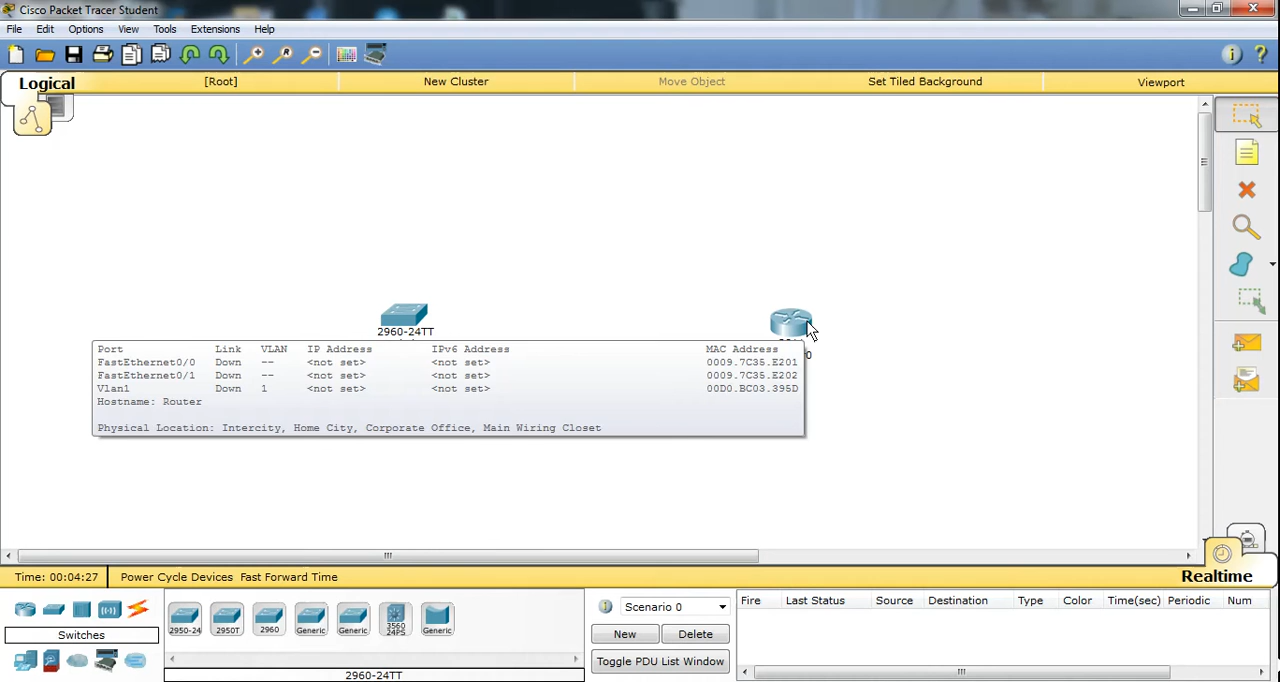 Cisco Packet Tracer Student
File Edit Options View Tools Extensions Help
Logical [Root] New Cluster Move Object Set Tiled Background Viewport
2960-24TT
Port Link VLAN IP Address IPv6 Address MAC Address
FastEthernet0/0 Down -- <not set> <not set> 0009.7C35.E201
FastEthernet0/1 Down -- <not set> <not set> 0009.7C35.E202
Vlan1 Down 1 <not set> <not set> 00D0.BC03.395D
Hostname: Router
Physical Location: Intercity, Home City, Corporate Office, Main Wiring Closet
Time: 00:04:27 Power Cycle Devices Fast Forward Time Realtime
Switches
2950-24 2950T 2960 Generic Generic 3560 24PS Generic
2960-24TT
Scenario 0
New Delete
Toggle PDU List Window
Fire Last Status Source Destination Type Color Time(sec) Periodic Num